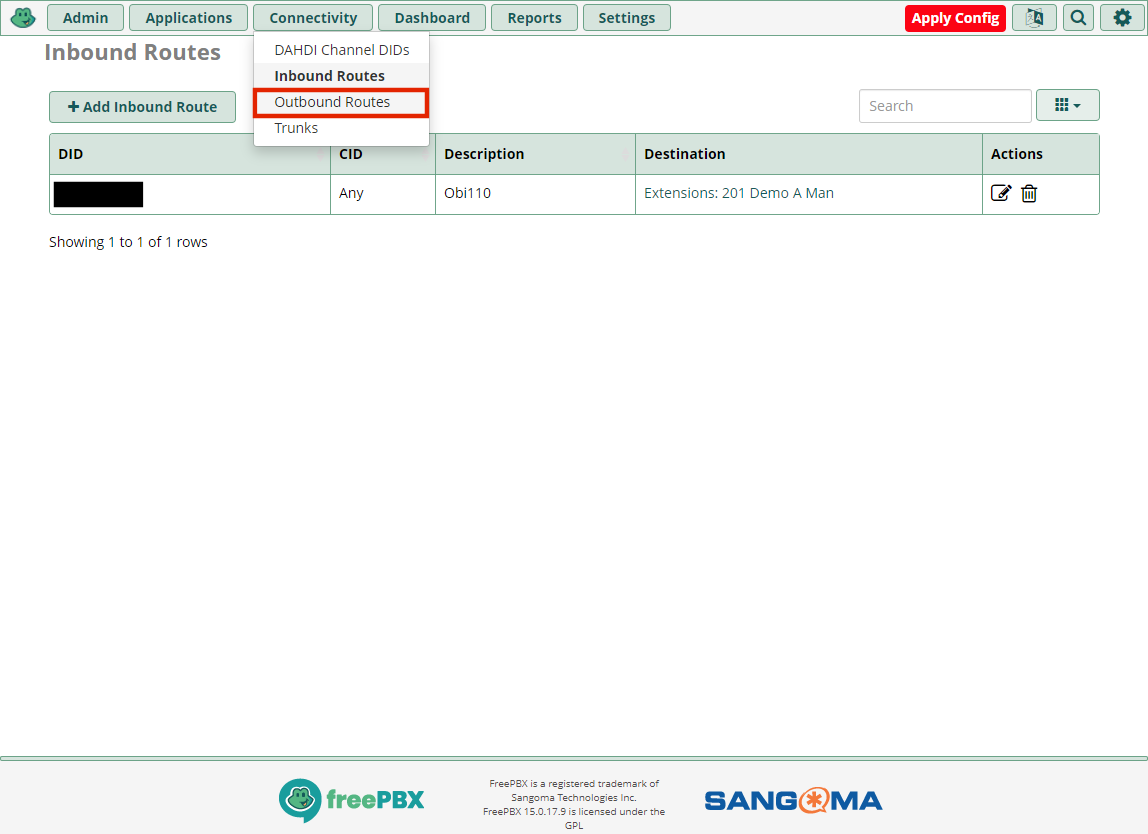 Admin Applications Connectivity Dashboard Reports Settings Apply Config
Inbound Routes
DAHDI Channel DIDs
Inbound Routes
Outbound Routes
Trunks
Add Inbound Route
Search
DID CID Description Destination Actions
Any Obi110 Extensions: 201 Demo A Man
Showing 1 to 1 of 1 rows
freePBX
FreePBX is a registered trademark of
Sangoma Technologies Inc.
FreePBX 15.0.17.9 is licensed under the
GPL
SANGOMA